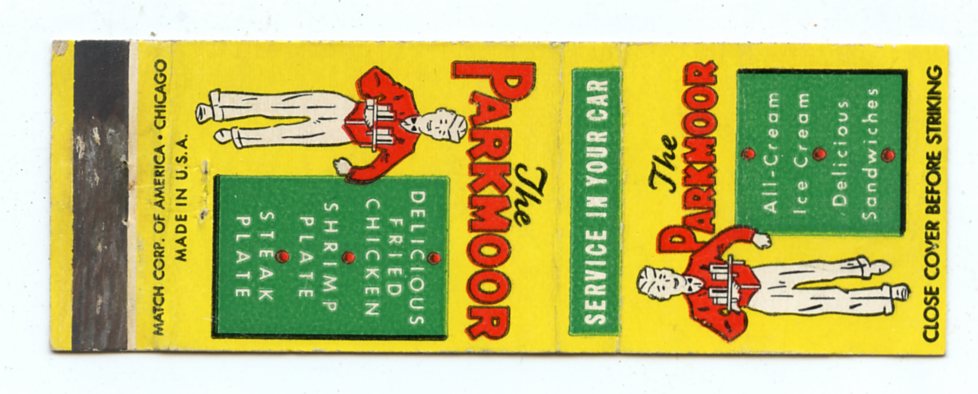 The
PARKMOOR
DELICIOUS
FRIED
CHICKEN
SHRIMP
PLATE
STEAK
PLATE
MADE IN U.S.A.
MATCH CORP. OF AMERICA • CHICAGO
SERVICE IN YOUR CAR
The
PARKMOOR
All-Cream
Ice Cream
Delicious
Sandwiches
CLOSE COVER BEFORE STRIKING